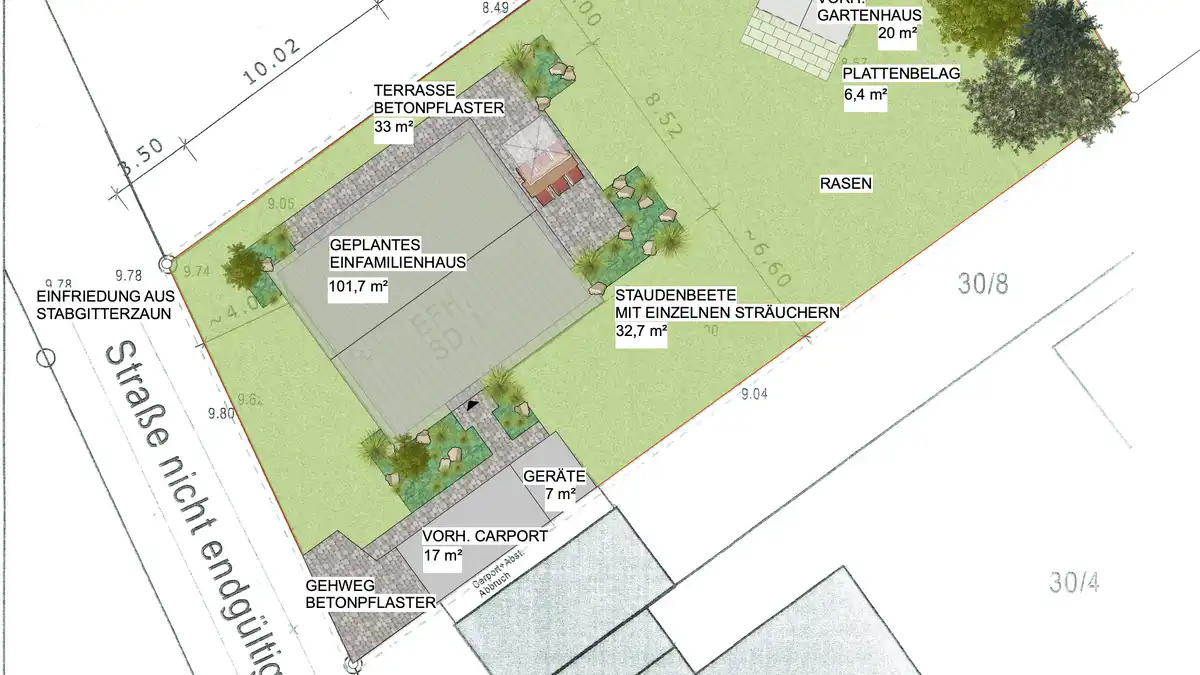 8.49
VORH.
GARTENHAUS
20 m²
10.02
TERRASSE
BETONPFLASTER
33 m²
PLATTENBELAG
6,4 m²
8.57
8.52
3.50
RASEN
9.05
GEPLANTES
EINFAMILIENHAUS
101,7 m²
~6.60
9.74
9.78
9.78
30/8
EINFRIEDUNG AUS
STABGITTERZAUN
~4.00
STAUDENBEETE
MIT EINZELNEN STRÄUCHERN
32,7 m²
EFH
SD
9.04
9.62
9.80
Straße nicht endgültig
GERÄTE
7 m²
VORH. CARPORT
17 m²
Carport+Abst.
Abbruch
GEHWEG
BETONPFLASTER
30/4